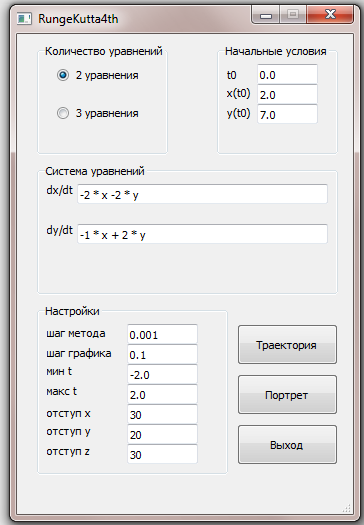 RungeKutta4th
Количество уравнений
2 уравнения
3 уравнения
Начальные условия
t0 0.0
x(t0) 2.0
y(t0) 7.0
Система уравнений
dx/dt -2 * x -2 * y
dy/dt -1 * x + 2 * y
Настройки
шаг метода 0.001
шаг графика 0.1
мин t -2.0
макс t 2.0
отступ x 30
отступ y 20
отступ z 30
Траектория
Портрет
Выход